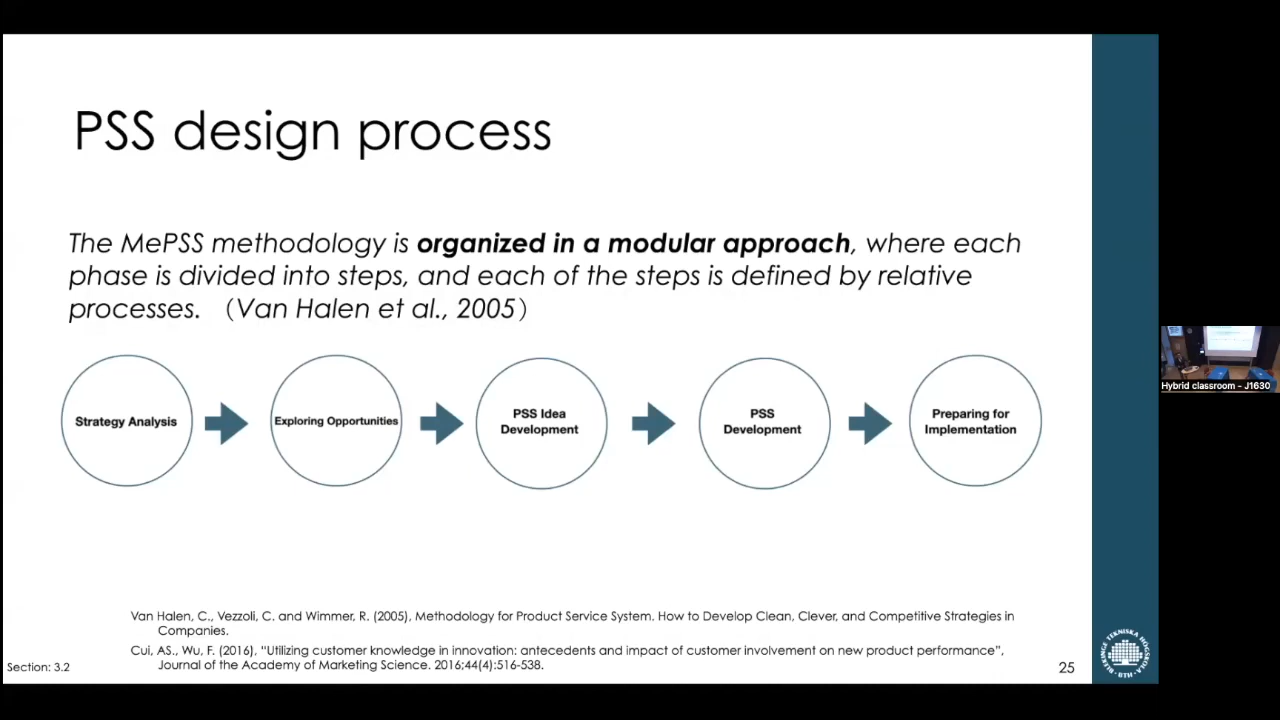 PSS design process
The MePSS methodology is organized in a modular approach, where each
phase is divided into steps, and each of the steps is defined by relative
processes. （Van Halen et al., 2005）
Strategy Analysis
Exploring Opportunities
PSS Idea
Development
PSS
Development
Preparing for
Implementation
Van Halen, C., Vezzoli, C. and Wimmer, R. (2005), Methodology for Product Service System. How to Develop Clean, Clever, and Competitive Strategies in
Companies.
Cui, AS., Wu, F. (2016), “Utilizing customer knowledge in innovation: antecedents and impact of customer involvement on new product performance”,
Journal of the Academy of Marketing Science. 2016;44(4):516-538.
Section: 3.2
25
BLEKINGE TEKNISKA HÖGSKOLA
BTH
Hybrid classroom - J1630